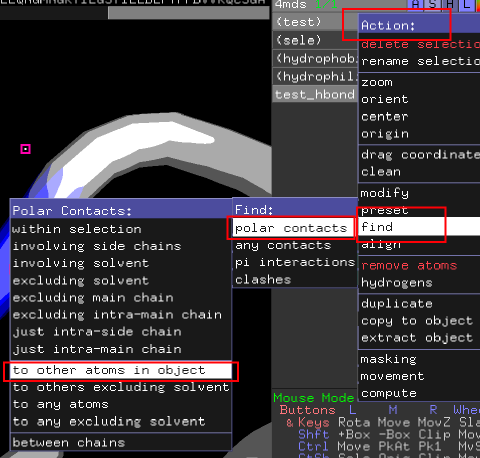 4mds 1/1 A S H L
(test)
(sele)
(hydrophob.
(hydrophil.
test_hbond
Action:
delete selectio
rename selectio
zoom
orient
center
origin
drag coordinate
clean
modify
preset
find
align
remove atoms
hydrogens
duplicate
copy to object
extract object
masking
movement
compute
Find:
polar contacts
any contacts
pi interactions
clashes
Polar Contacts:
within selection
involving side chains
involving solvent
excluding solvent
excluding main chain
excluding intra-main chain
just intra-side chain
just intra-main chain
to other atoms in object
to others excluding solvent
to any atoms
to any excluding solvent
between chains
Mouse Mode
Buttons L M R Whee
& Keys Rota Move MovZ Sl
Shft +Box -Box Clip Mov
Ctrl Move PkAt Pk1 MvS